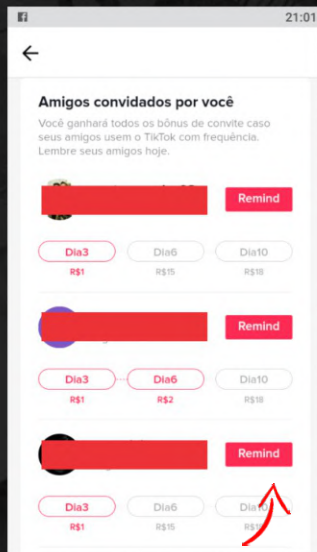 21:01
Amigos convidados por você
Você ganhará todos os bônus de convite caso
seus amigos usem o TikTok com frequência.
Lembre seus amigos hoje.
Remind
Dia3 Dia6 Dia10
R$1 R$15 R$18
Remind
Dia3 Dia6 Dia10
R$1 R$2 R$18
Remind
Dia3 Dia6 Dia10
R$1 R$15 R$18